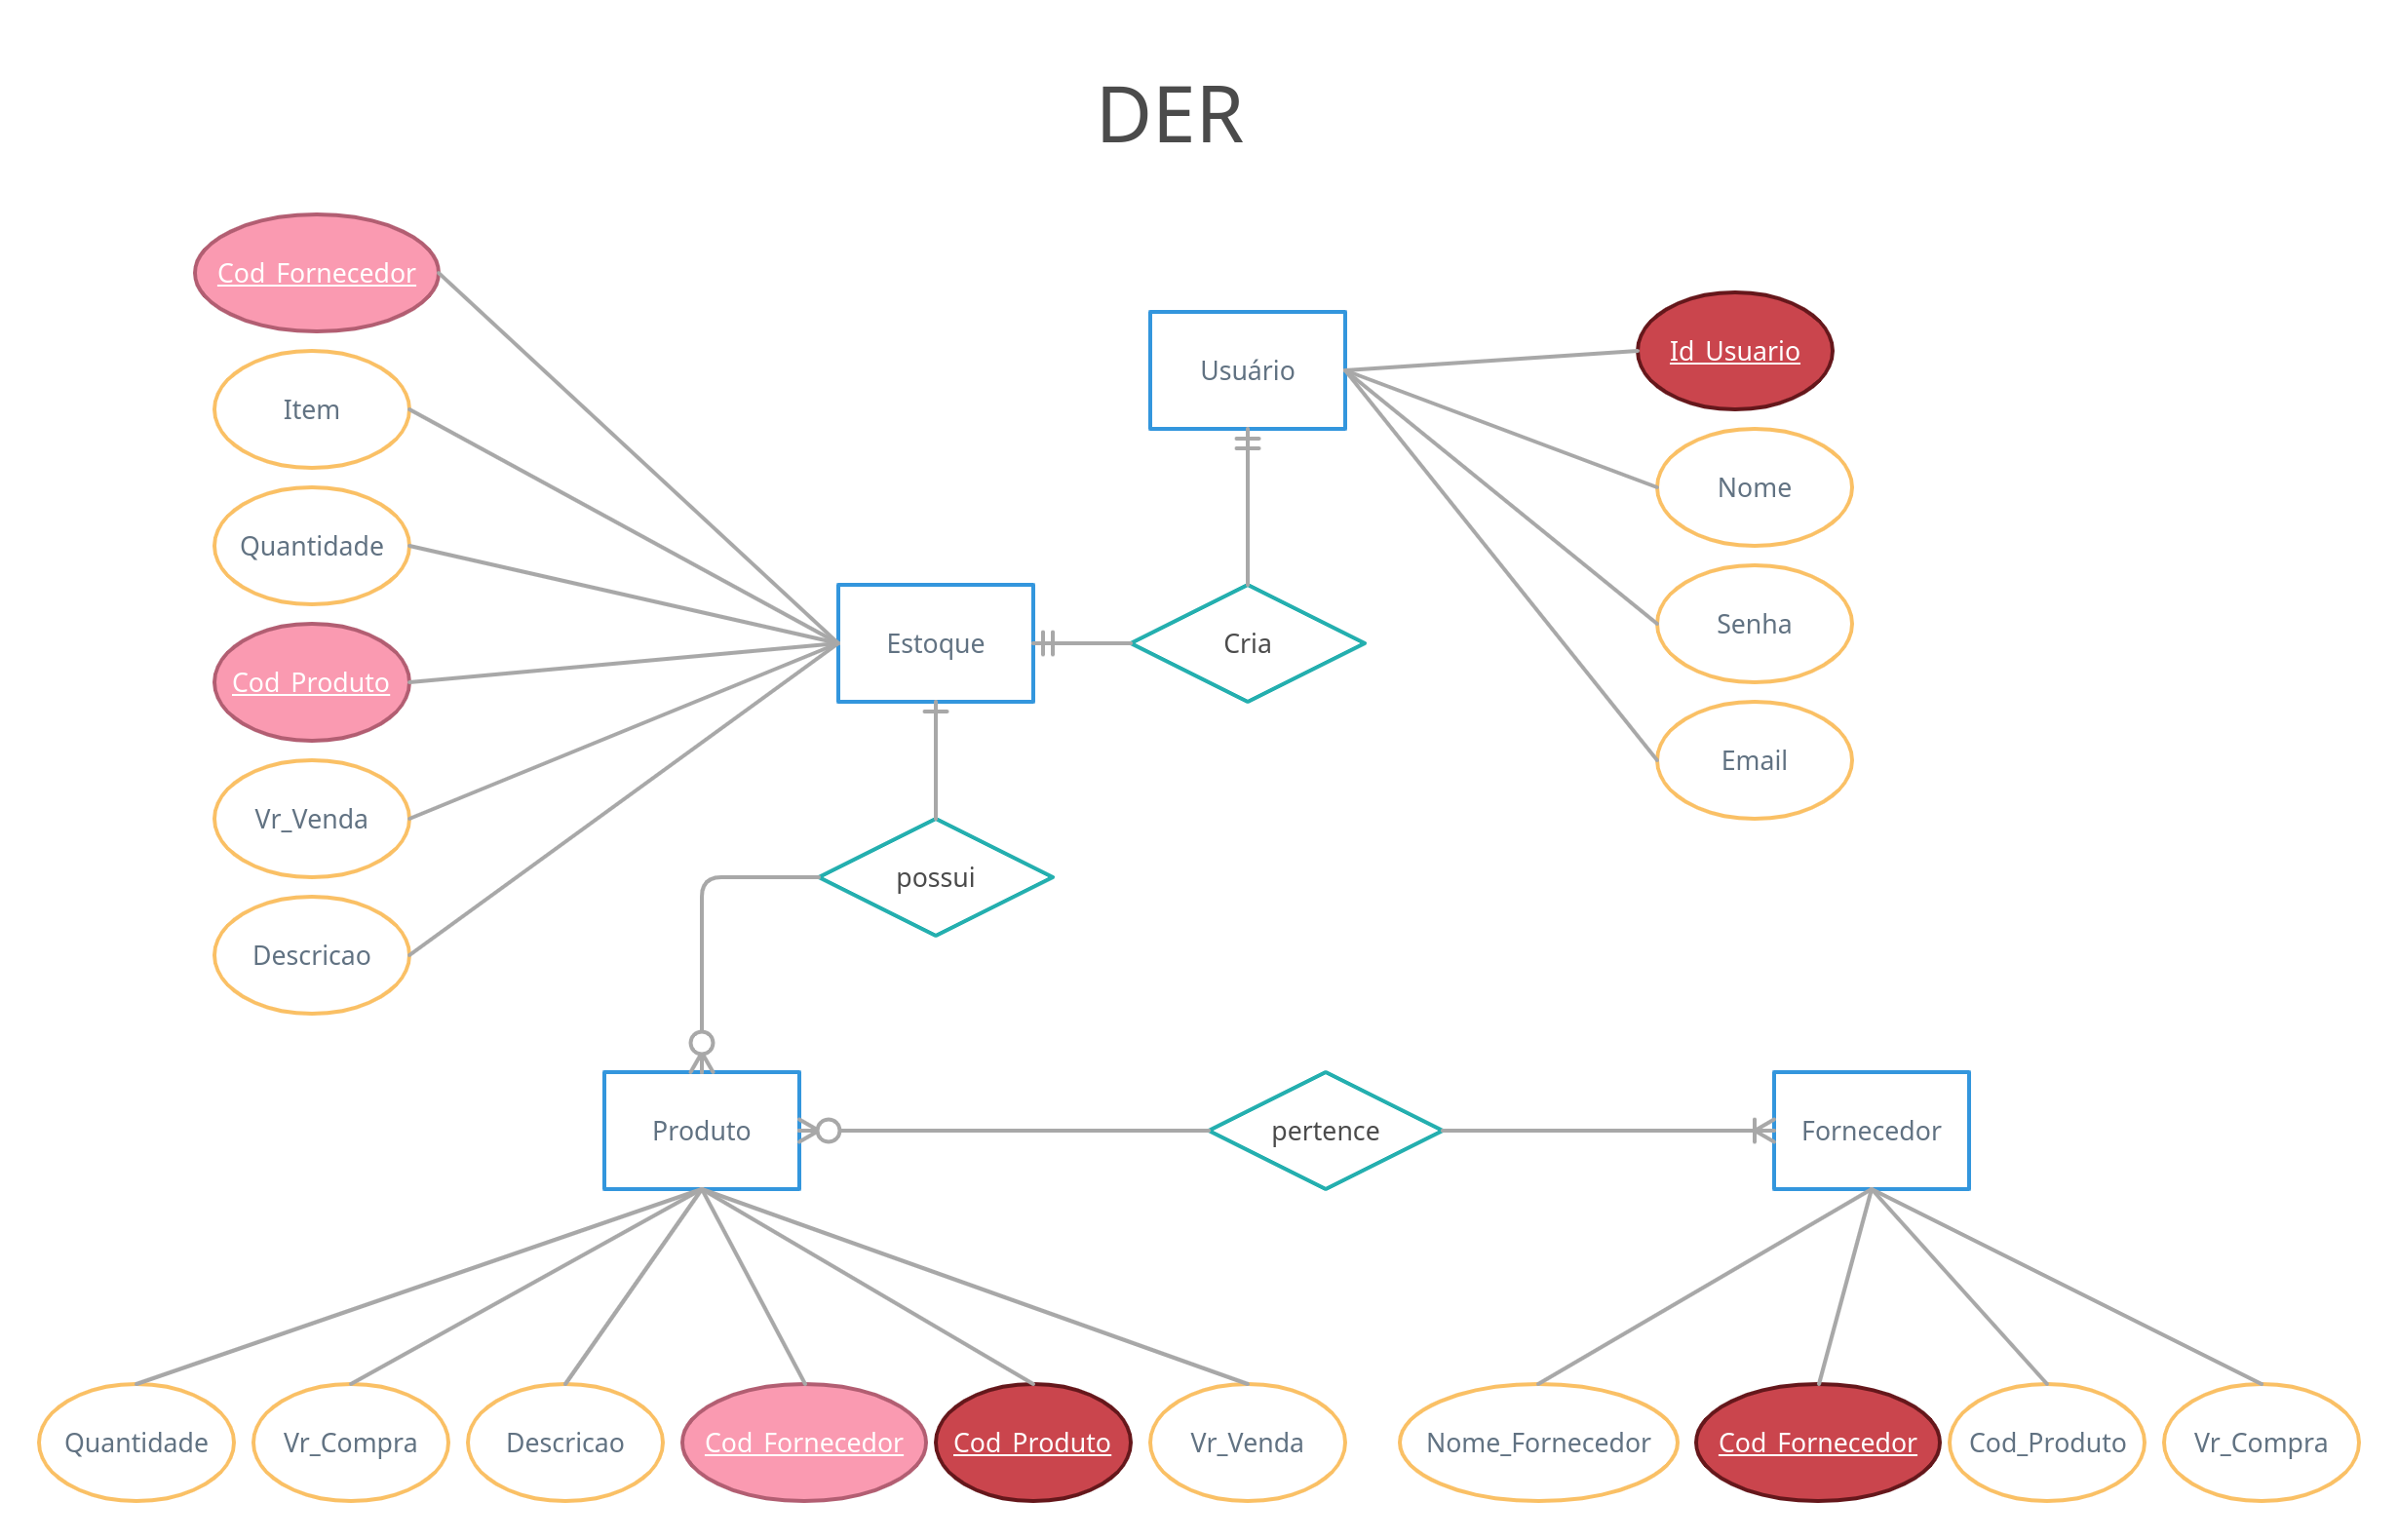 DER
Cod_Fornecedor
Item
Quantidade
Cod_Produto
Vr_Venda
Descricao
Usuário
Id_Usuario
Nome
Senha
Email
Estoque
Cria
possui
Produto
pertence
Fornecedor
Quantidade
Vr_Compra
Descricao
Cod_Fornecedor
Cod_Produto
Vr_Venda
Nome_Fornecedor
Cod_Fornecedor
Cod_Produto
Vr_Compra